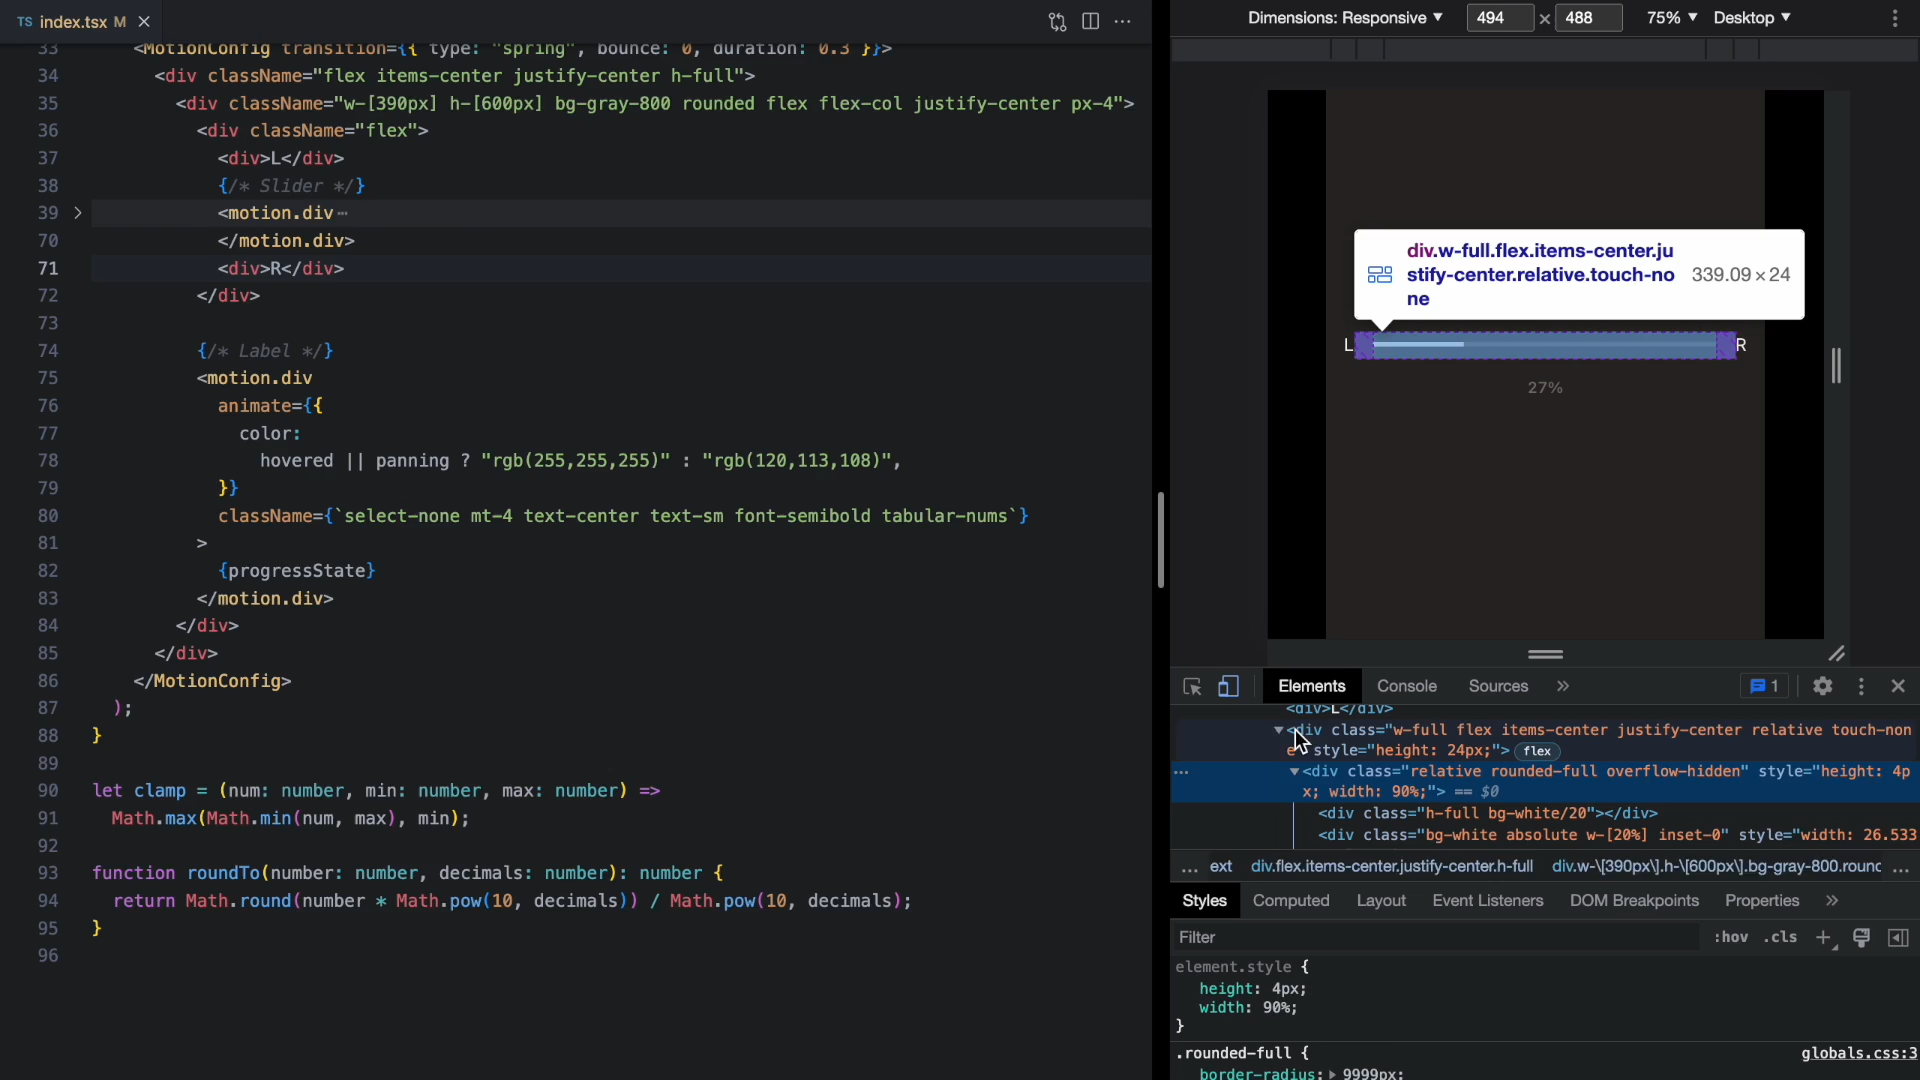 TS index.tsx M
33 <MotionConfig transition={{ type: "spring", bounce: 0, duration: 0.3 }}>
34 <div className="flex items-center justify-center h-full">
35 <div className="w-[390px] h-[600px] bg-gray-800 rounded flex flex-col justify-center px-4">
36 <div className="flex">
37 <div>L</div>
38 {/* Slider */}
39 <motion.div
70 </motion.div>
71 <div>R</div>
72 </div>
73
74 {/* Label */}
75 <motion.div
76 animate={{
77 color:
78 hovered || panning ? "rgb(255,255,255)" : "rgb(120,113,108)",
79 }}
80 className={`select-none mt-4 text-center text-sm font-semibold tabular-nums`}
81 >
82 {progressState}
83 </motion.div>
84 </div>
85 </div>
86 </MotionConfig>
87 );
88 }
89
90 let clamp = (num: number, min: number, max: number) =>
91 Math.max(Math.min(num, max), min);
92
93 function roundTo(number: number, decimals: number): number {
94 return Math.round(number * Math.pow(10, decimals)) / Math.pow(10, decimals);
95 }
96
Dimensions: Responsive ▼ 494 × 488 75% ▼ Desktop ▼
div.w-full.flex.items-center.ju
stify-center.relative.touch-no
ne
339.09 × 24
L R
27%
Elements Console Sources » 1
<div>L</div>
▼<div class="w-full flex items-center justify-center relative touch-non
e" style="height: 24px;"> flex
▼<div class="relative rounded-full overflow-hidden" style="height: 4p
x; width: 90%;"> == $0
<div class="h-full bg-white/20"></div>
<div class="bg-white absolute w-[20%] inset-0" style="width: 26.533
… ext div.flex.items-center.justify-center.h-full div.w-\[390px\].h-\[600px\].bg-gray-800.rounc …
Styles Computed Layout Event Listeners DOM Breakpoints Properties »
Filter :hov .cls +
element.style {
height: 4px;
width: 90%;
}
.rounded-full { globals.css:3
border-radius: ▶ 9999px;